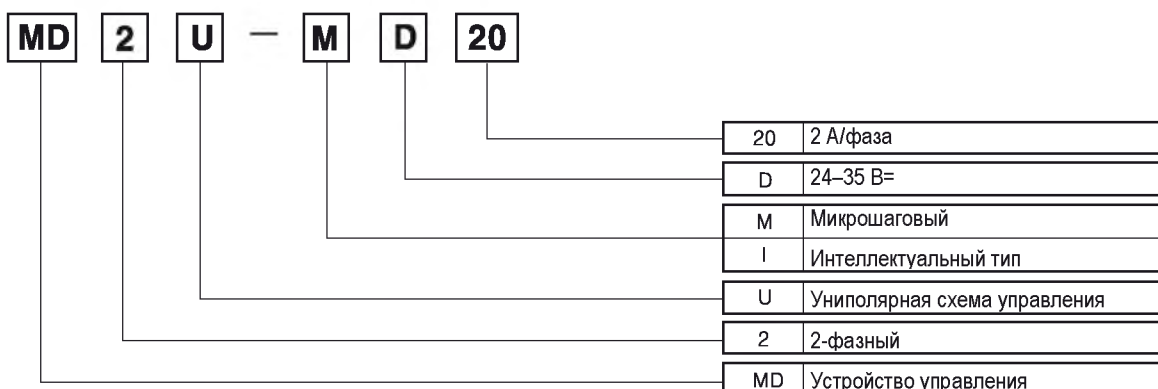 MD 2 U — M D 20
20 2 А/фаза
D 24–35 В=
M Микрошаговый
I Интеллектуальный тип
U Униполярная схема управления
2 2-фазный
MD Устройство управления